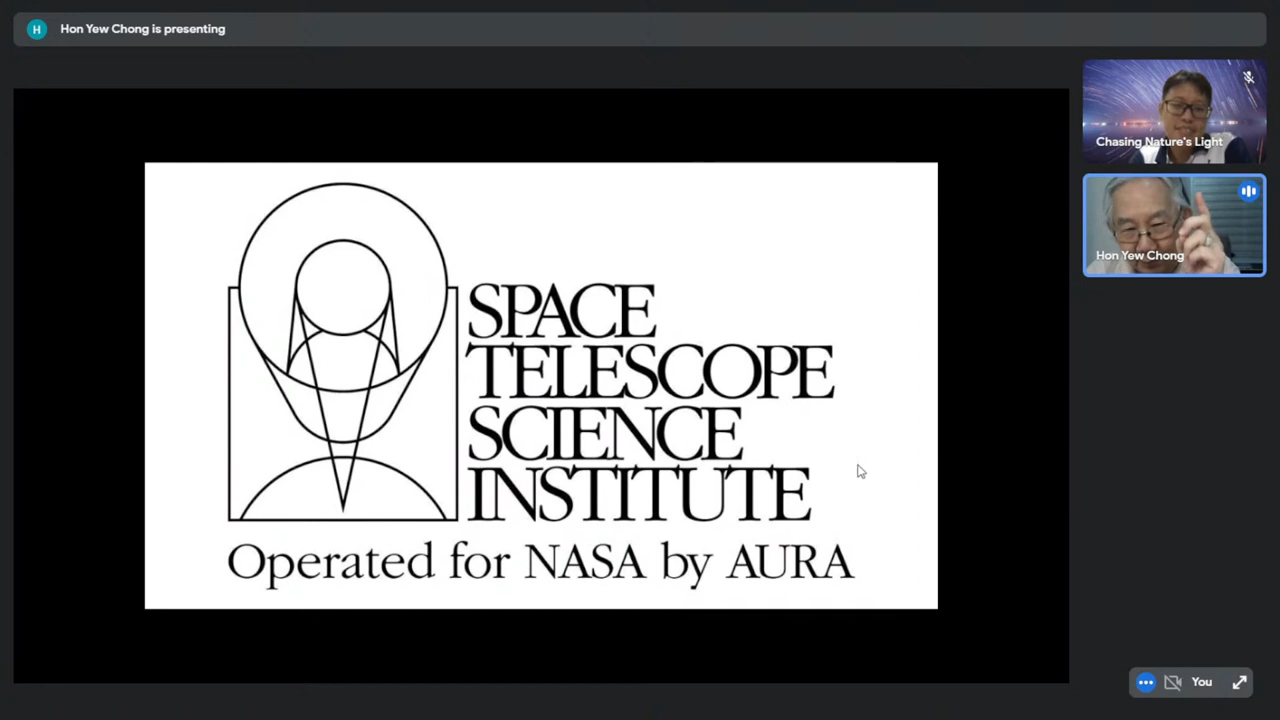 H
Hon Yew Chong is presenting
Chasing Nature's Light
Hon Yew Chong
SPACE
TELESCOPE
SCIENCE
INSTITUTE
Operated for NASA by AURA
You